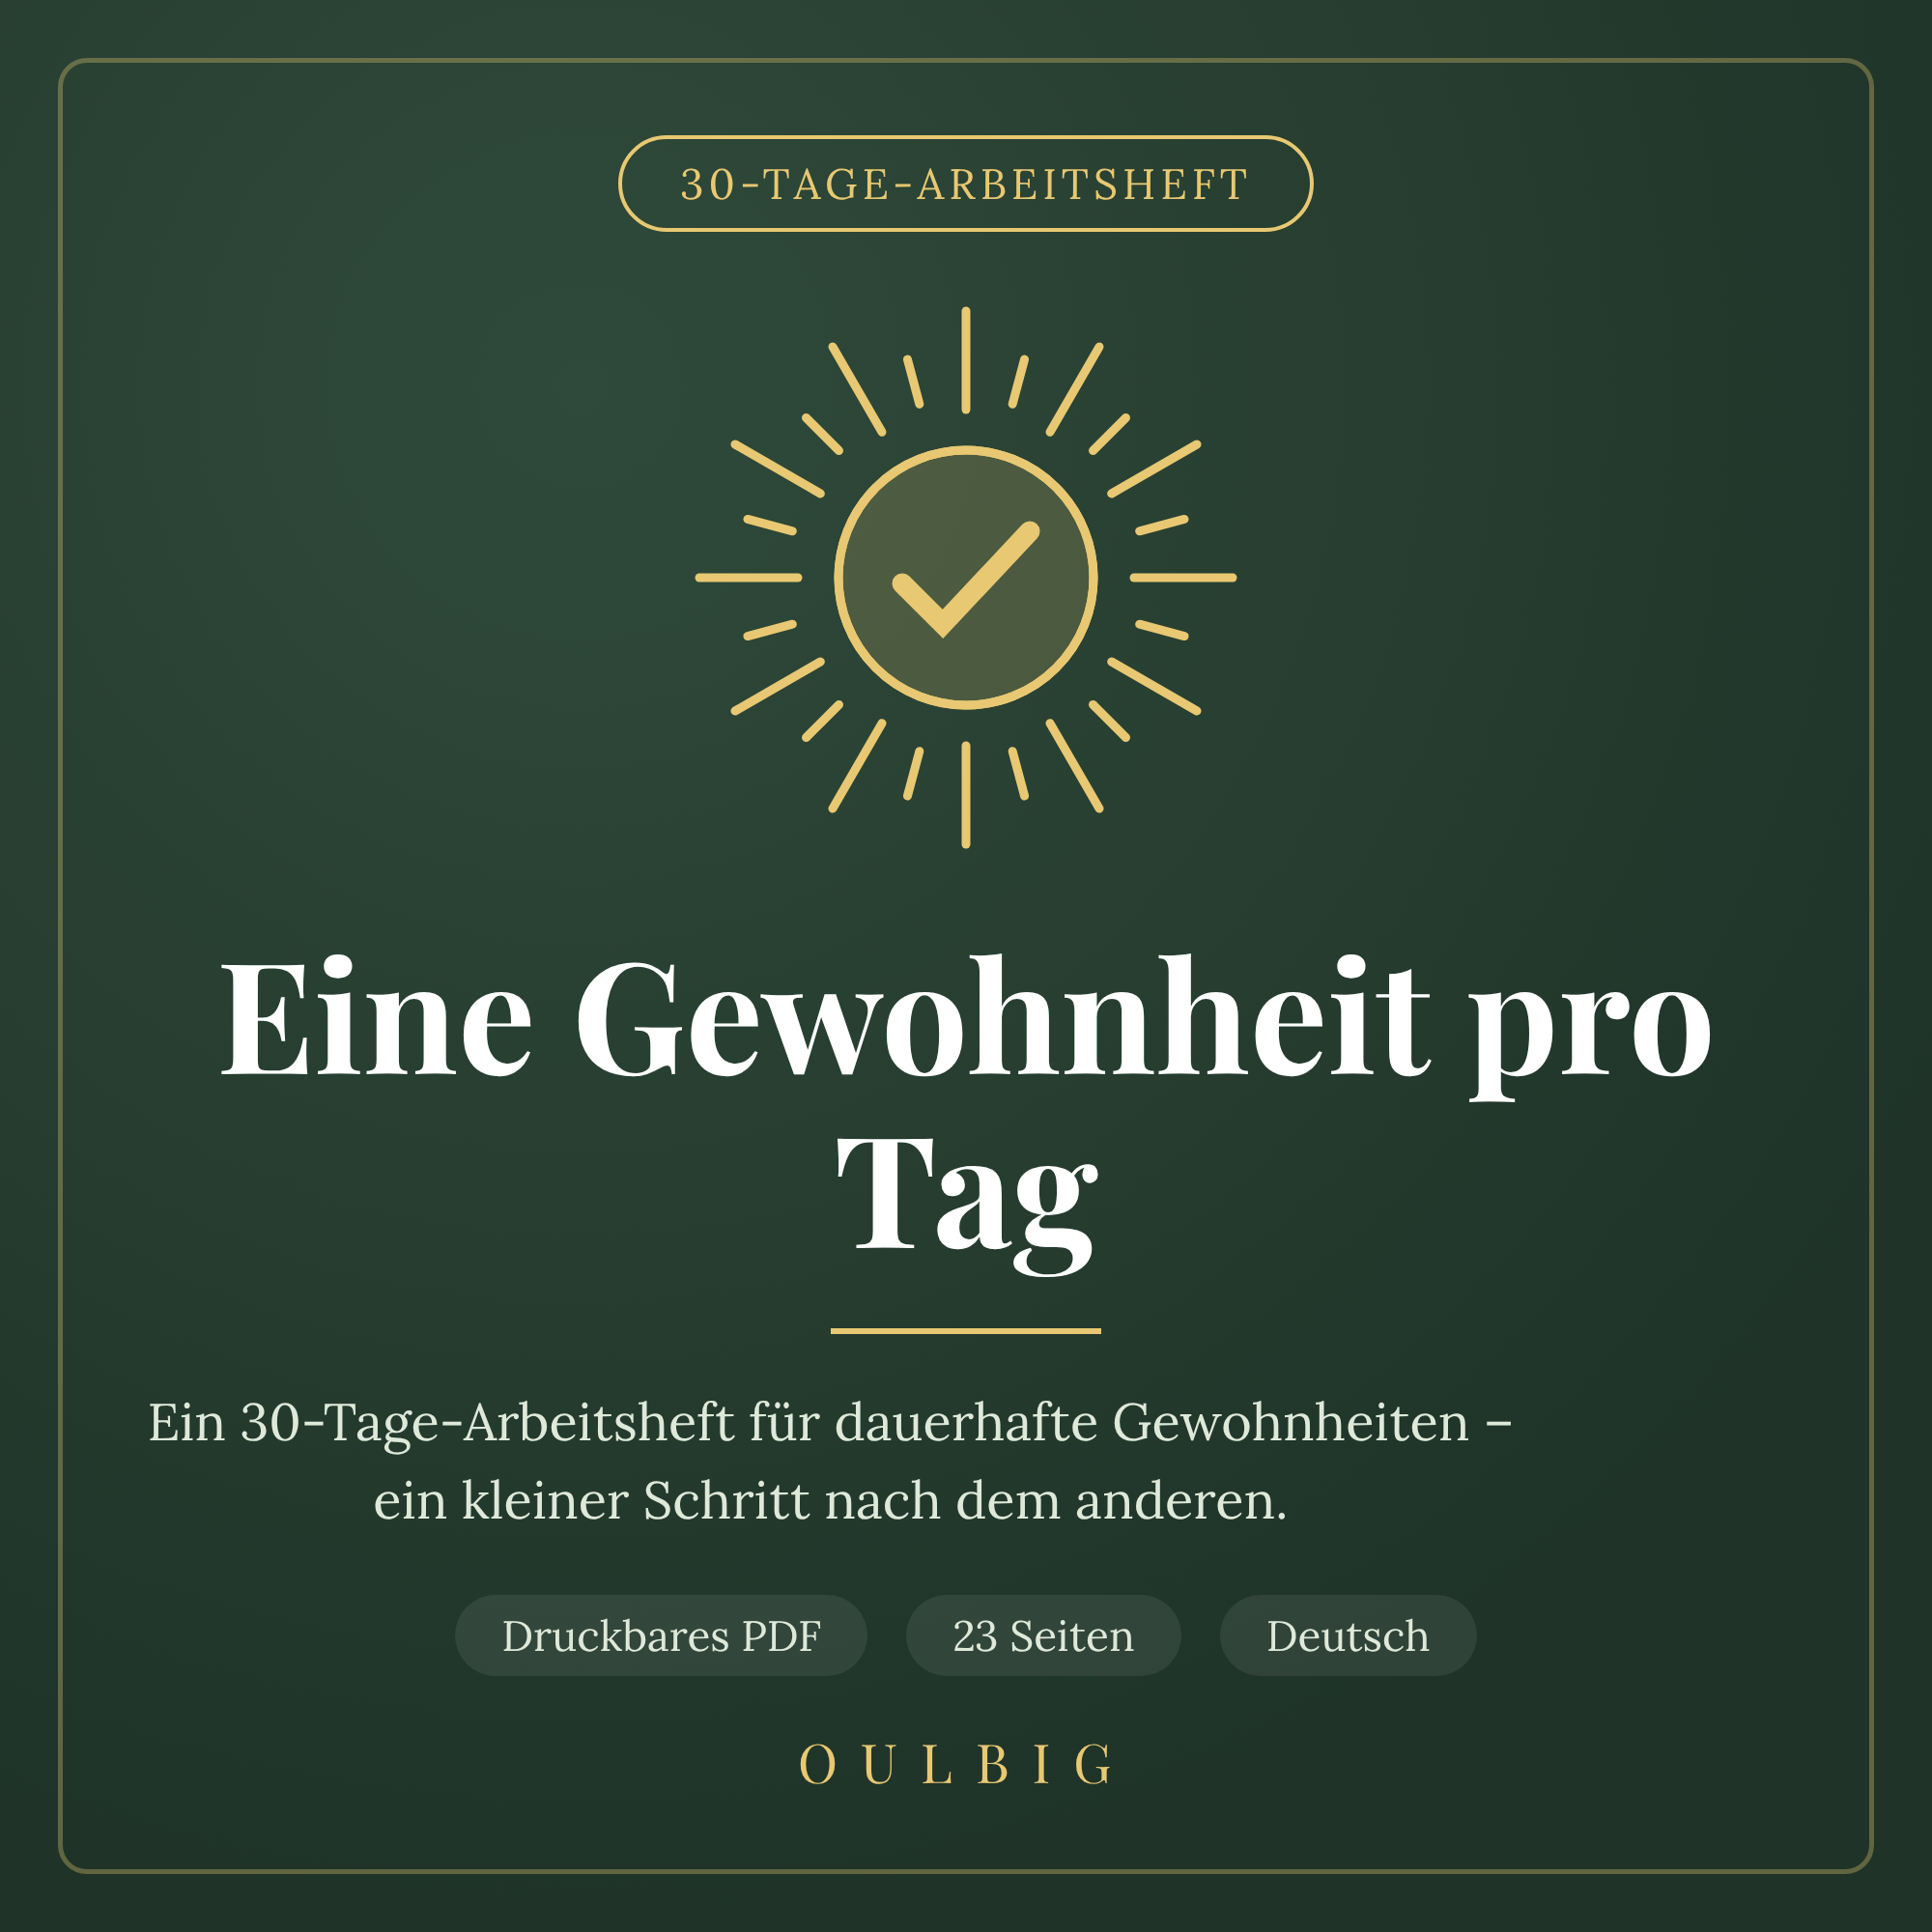 30-TAGE-ARBEITSHEFT
Eine Gewohnheit pro
Tag
Ein 30-Tage-Arbeitsheft für dauerhafte Gewohnheiten –
ein kleiner Schritt nach dem anderen.
Druckbares PDF
23 Seiten
Deutsch
OULBIG